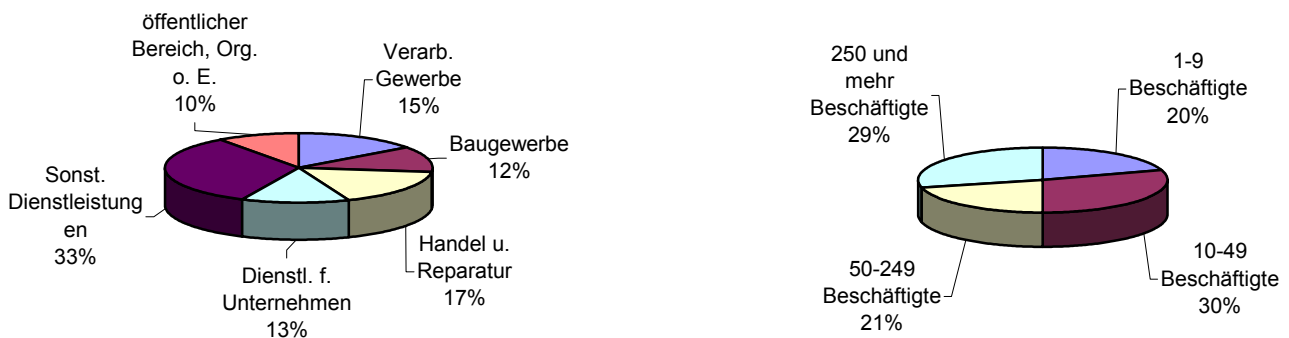 öffentlicher
Bereich, Org.
o. E.
10%
Verarb.
Gewerbe
15%
Baugewerbe
12%
Handel u.
Reparatur
17%
Dienstl. f.
Unternehmen
13%
Sonst.
Dienstleistung
en
33%
250 und
mehr
Beschäftigte
29%
1-9
Beschäftigte
20%
10-49
Beschäftigte
30%
50-249
Beschäftigte
21%